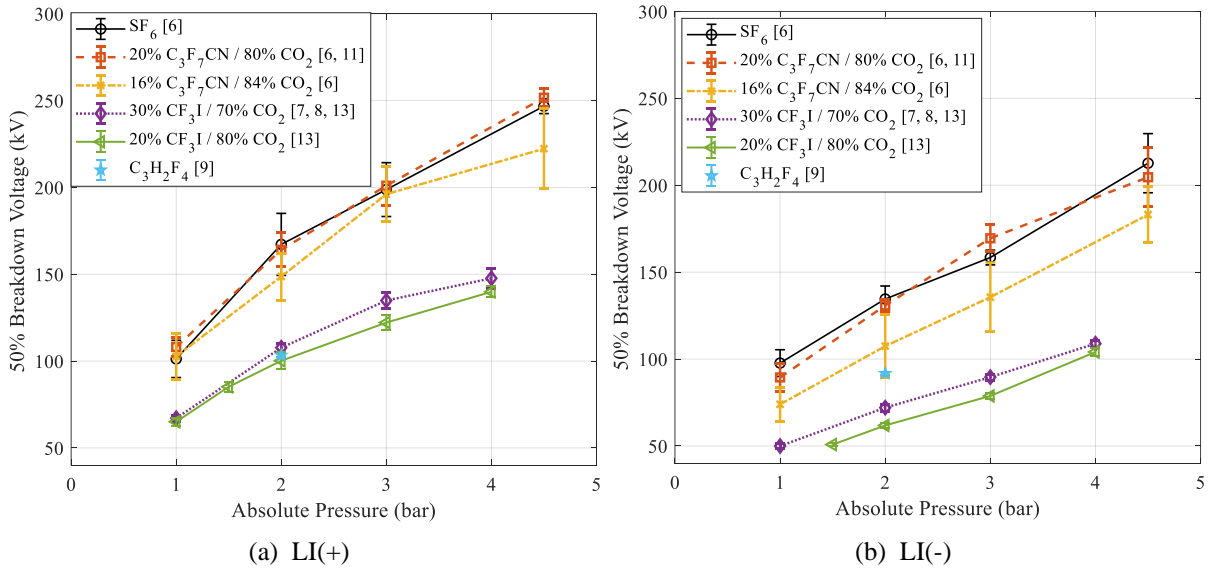 300
250
200
150
100
50
50% Breakdown Voltage (kV)
SF6 [6]
20% C3F7CN / 80% CO2 [6, 11]
16% C3F7CN / 84% CO2 [6]
30% CF3I / 70% CO2 [7, 8, 13]
20% CF3I / 80% CO2 [13]
C3H2F4 [9]
0 1 2 3 4 5
Absolute Pressure (bar)
(a) LI(+)
300
250
200
150
100
50
50% Breakdown Voltage (kV)
SF6 [6]
20% C3F7CN / 80% CO2 [6, 11]
16% C3F7CN / 84% CO2 [6]
30% CF3I / 70% CO2 [7, 8, 13]
20% CF3I / 80% CO2 [13]
C3H2F4 [9]
0 1 2 3 4 5
Absolute Pressure (bar)
(b) LI(-)